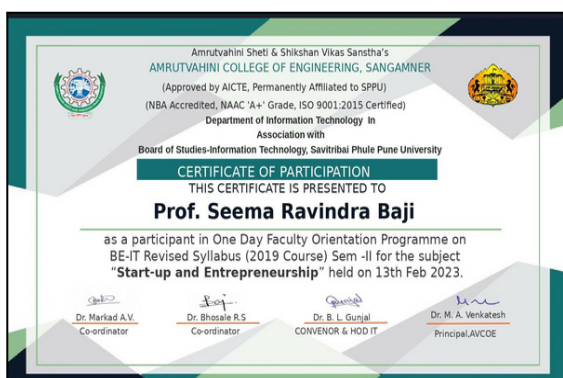 Amrutvahini Sheti & Shikshan Vikas Sanstha's
AMRUTVAHINI COLLEGE OF ENGINEERING, SANGAMNER
(Approved by AICTE, Permanently Affiliated to SPPU)
(NBA Accredited, NAAC 'A+' Grade, ISO 9001:2015 Certified)
Department of Information Technology In
Association with
Board of Studies-Information Technology, Savitribai Phule Pune University
CERTIFICATE OF PARTICIPATION
THIS CERTIFICATE IS PRESENTED TO
Prof. Seema Ravindra Baji
as a participant in One Day Faculty Orientation Programme on
BE-IT Revised Syllabus (2019 Course) Sem -II for the subject
“Start-up and Entrepreneurship” held on 13th Feb 2023.
Dr. Markad A.V.
Co-ordinator
Dr. Bhosale R.S
Co-ordinator
Dr. B. L. Gunjal
CONVENOR & HOD IT
Dr. M. A. Venkatesh
Principal,AVCOE